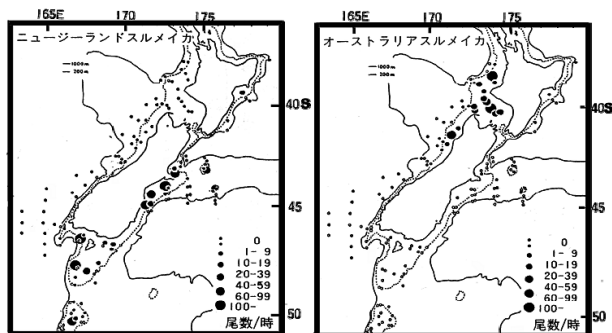 165E 170 175
ニュージーランドスルメイカ
1000m
200m
40S
45
50
0
1- 9
10-19
20-39
40-59
60-99
100-
尾数/時
165E 170 175
オーストラリアスルメイカ
1000m
200m
40S
45
50
0
1- 9
10-19
20-39
40-59
60-99
100-
尾数/時